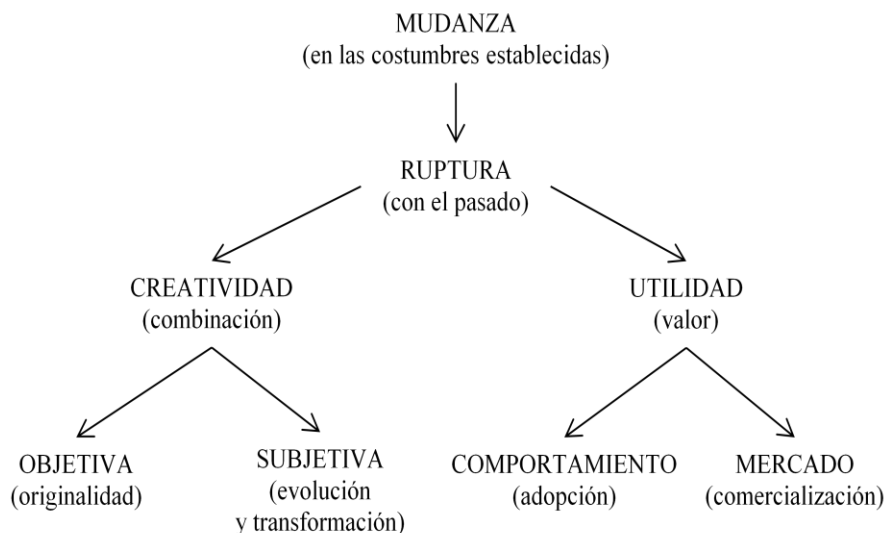 MUDANZA
(en las costumbres establecidas)
RUPTURA
(con el pasado)
CREATIVIDAD
(combinación)
UTILIDAD
(valor)
OBJETIVA
(originalidad)
SUBJETIVA
(evolución
y transformación)
COMPORTAMIENTO
(adopción)
MERCADO
(comercialización)